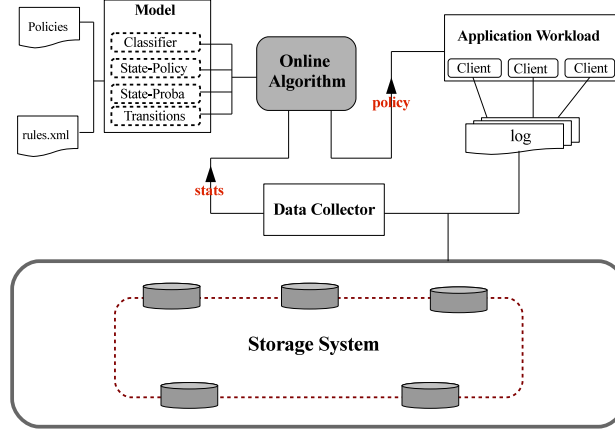 Policies
rules.xml
Model
Classifier
State-Policy
State-Proba
Transitions
Online
Algorithm
policy
stats
Application Workload
Client
Client
Client
log
Data Collector
Storage System